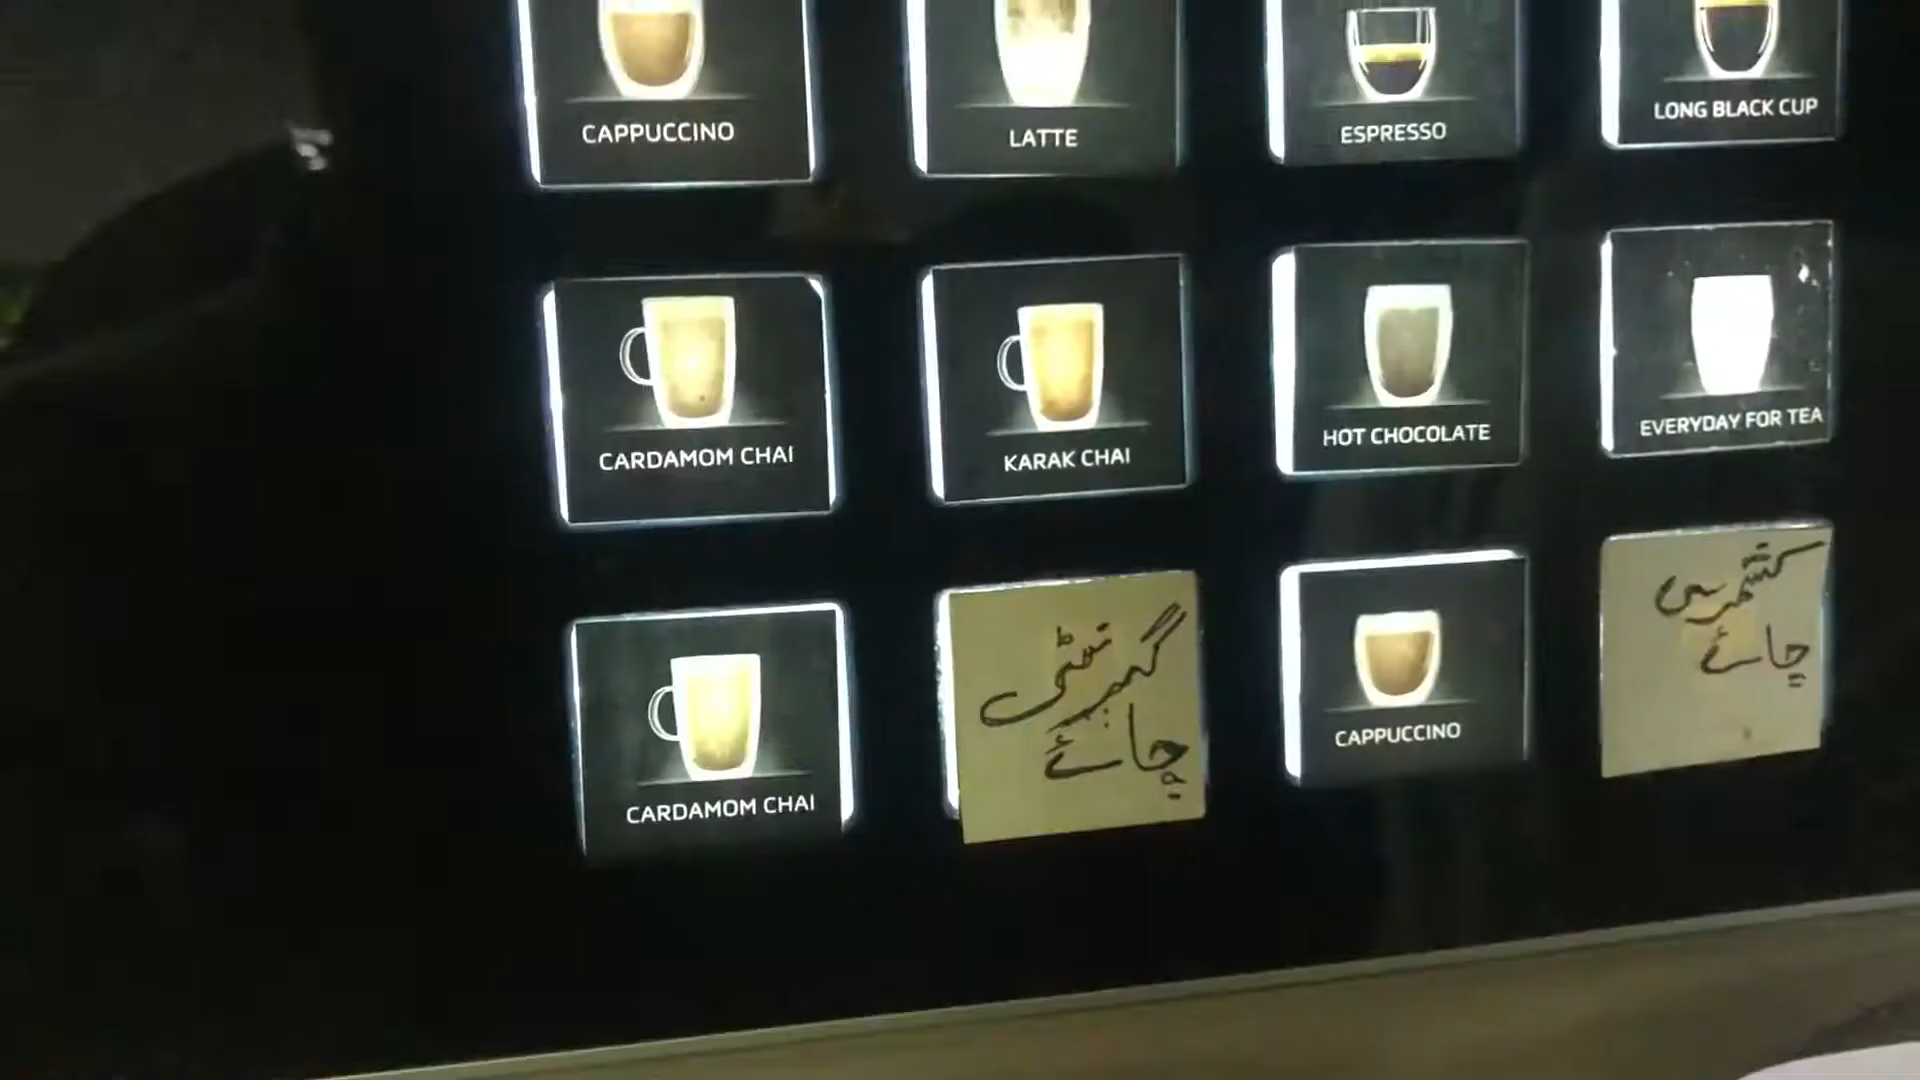 CAPPUCCINO
LATTE
ESPRESSO
LONG BLACK CUP
CARDAMOM CHAI
KARAK CHAI
HOT CHOCOLATE
EVERYDAY FOR TEA
CARDAMOM CHAI
چائے
CAPPUCCINO
کشمیری
چائے